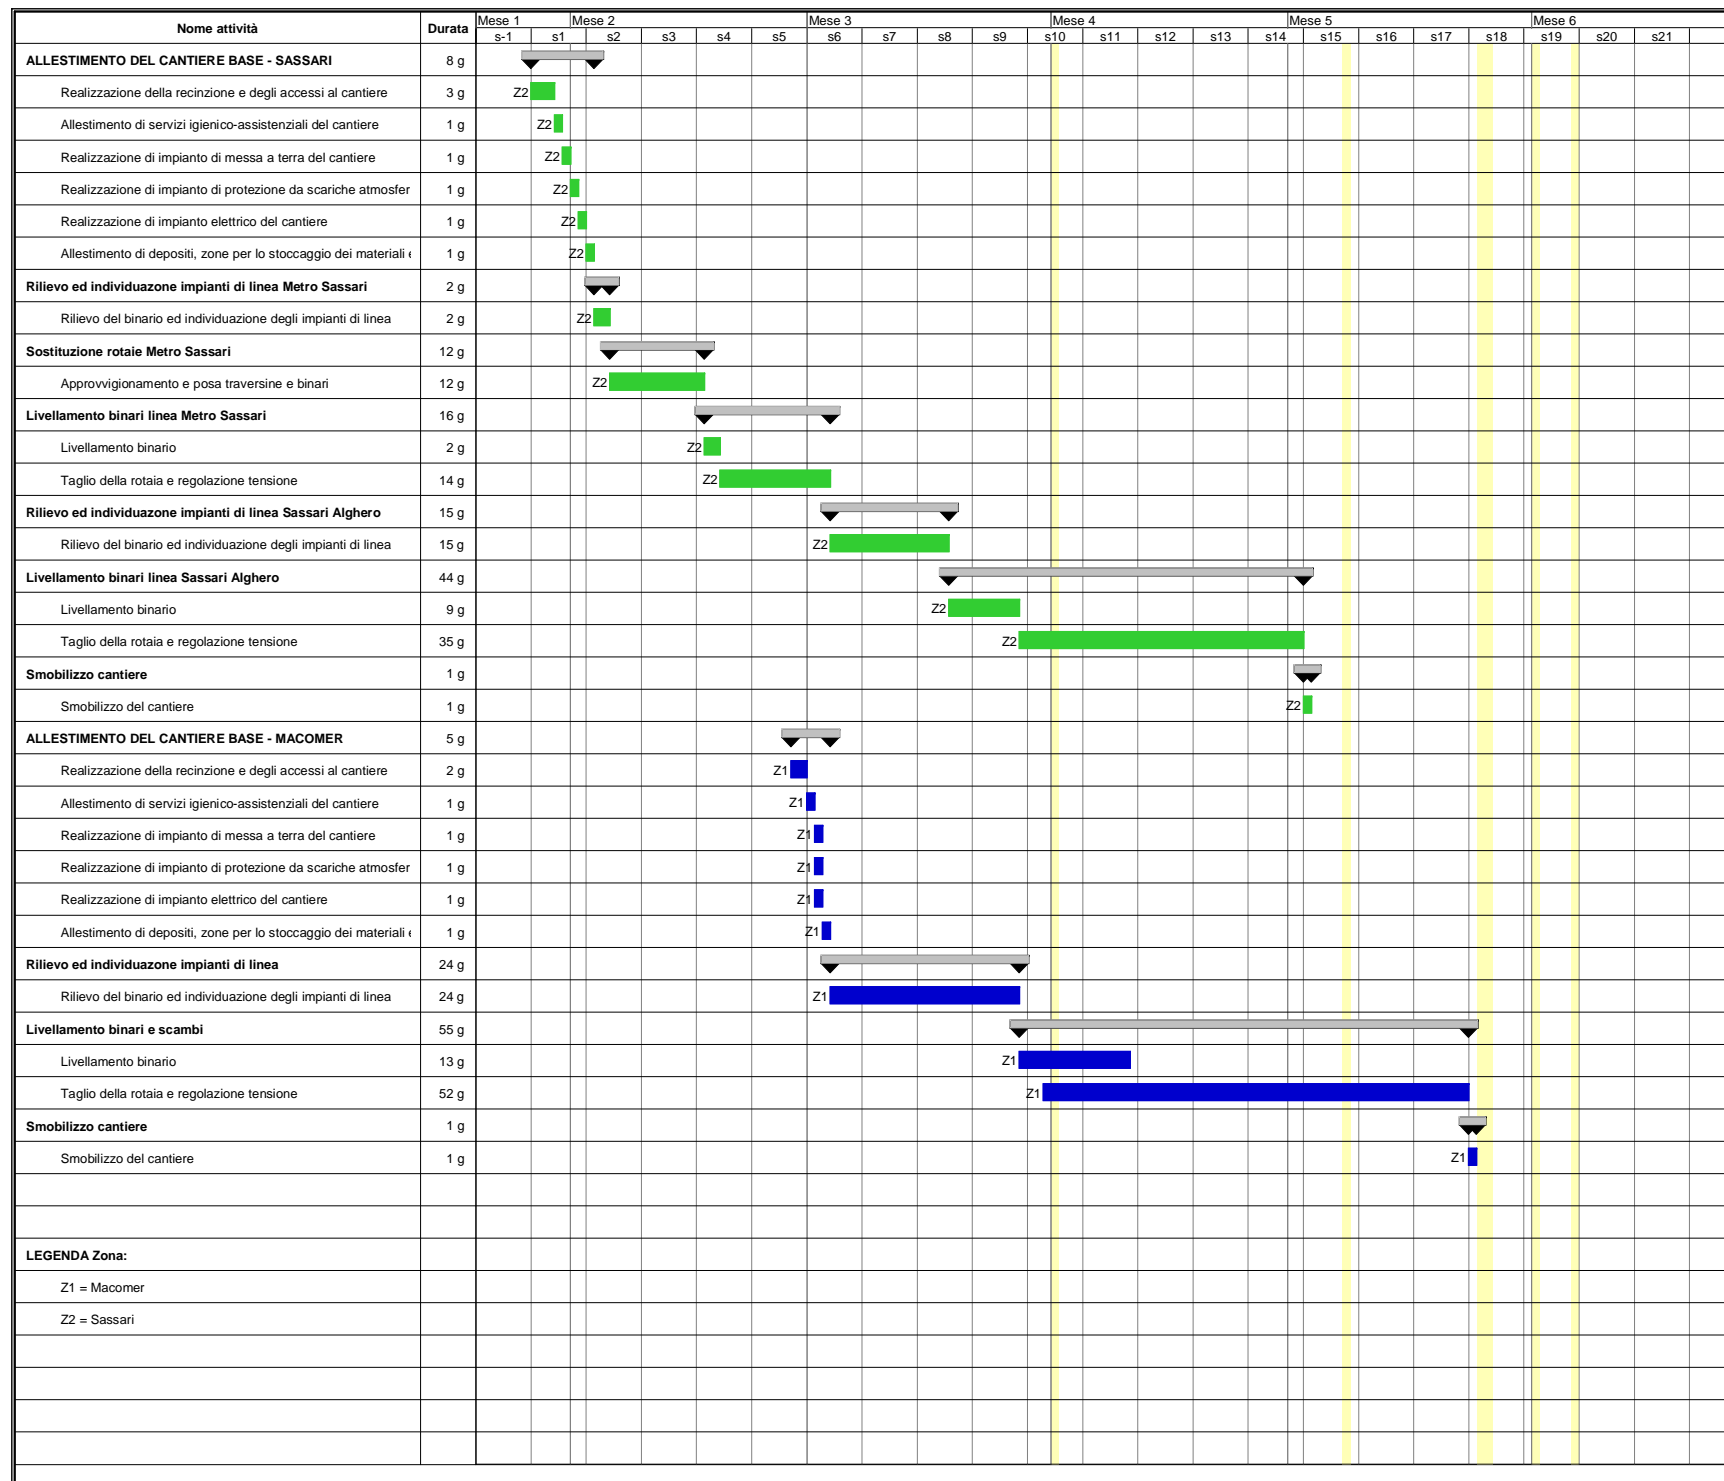 Nome attività Durata Mese 1 Mese 2 Mese 3 Mese 4 Mese 5 Mese 6
s-1 s1 s2 s3 s4 s5 s6 s7 s8 s9 s10 s11 s12 s13 s14 s15 s16 s17 s18 s19 s20 s21
ALLESTIMENTO DEL CANTIERE BASE - SASSARI 8 g
Realizzazione della recinzione e degli accessi al cantiere 3 g Z2
Allestimento di servizi igienico-assistenziali del cantiere 1 g Z2
Realizzazione di impianto di messa a terra del cantiere 1 g Z2
Realizzazione di impianto di protezione da scariche atmosfer 1 g Z2
Realizzazione di impianto elettrico del cantiere 1 g Z2
Allestimento di depositi, zone per lo stoccaggio dei materiali e 1 g Z2
Rilievo ed individuazone impianti di linea Metro Sassari 2 g
Rilievo del binario ed individuazione degli impianti di linea 2 g Z2
Sostituzione rotaie Metro Sassari 12 g
Approvvigionamento e posa traversine e binari 12 g Z2
Livellamento binari linea Metro Sassari 16 g
Livellamento binario 2 g Z2
Taglio della rotaia e regolazione tensione 14 g Z2
Rilievo ed individuazone impianti di linea Sassari Alghero 15 g
Rilievo del binario ed individuazione degli impianti di linea 15 g Z2
Livellamento binari linea Sassari Alghero 44 g
Livellamento binario 9 g Z2
Taglio della rotaia e regolazione tensione 35 g Z2
Smobilizzo cantiere 1 g
Smobilizzo del cantiere 1 g Z2
ALLESTIMENTO DEL CANTIERE BASE - MACOMER 5 g
Realizzazione della recinzione e degli accessi al cantiere 2 g Z1
Allestimento di servizi igienico-assistenziali del cantiere 1 g Z1
Realizzazione di impianto di messa a terra del cantiere 1 g Z1
Realizzazione di impianto di protezione da scariche atmosfer 1 g Z1
Realizzazione di impianto elettrico del cantiere 1 g Z1
Allestimento di depositi, zone per lo stoccaggio dei materiali e 1 g Z1
Rilievo ed individuazone impianti di linea 24 g
Rilievo del binario ed individuazione degli impianti di linea 24 g Z1
Livellamento binari e scambi 55 g
Livellamento binario 13 g Z1
Taglio della rotaia e regolazione tensione 52 g Z1
Smobilizzo cantiere 1 g
Smobilizzo del cantiere 1 g Z1
LEGENDA Zona:
Z1 = Macomer
Z2 = Sassari